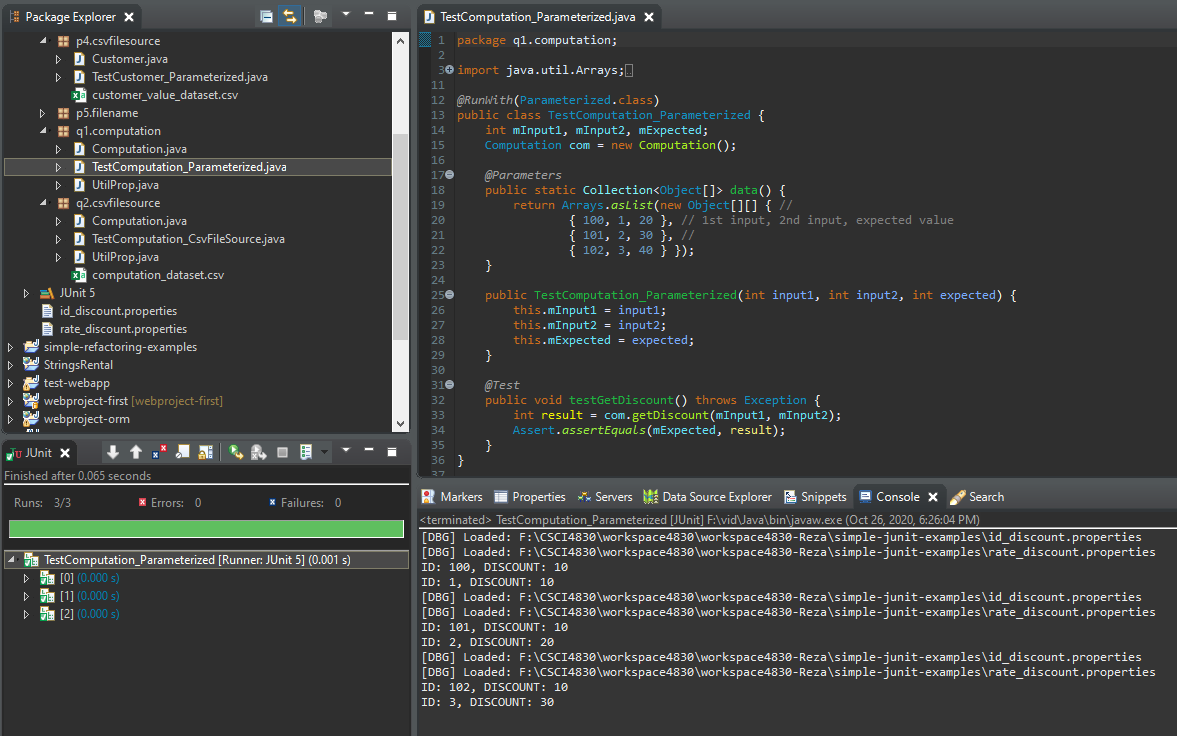 Package Explorer
p4.csvfilesource
Customer.java
TestCustomer_Parameterized.java
customer_value_dataset.csv
p5.filename
q1.computation
Computation.java
TestComputation_Parameterized.java
UtilProp.java
q2.csvfilesource
Computation.java
TestComputation_CsvFileSource.java
UtilProp.java
computation_dataset.csv
JUnit 5
id_discount.properties
rate_discount.properties
simple-refactoring-examples
StringsRental
test-webapp
webproject-first [webproject-first]
webproject-orm
JUnit
Finished after 0.065 seconds
Runs: 3/3 Errors: 0 Failures: 0
TestComputation_Parameterized [Runner: JUnit 5] (0.001 s)
[0] (0.000 s)
[1] (0.000 s)
[2] (0.000 s)
TestComputation_Parameterized.java
1 package q1.computation;
2
3 import java.util.Arrays;
11
12 @RunWith(Parameterized.class)
13 public class TestComputation_Parameterized {
14 int mInput1, mInput2, mExpected;
15 Computation com = new Computation();
16
17 @Parameters
18 public static Collection<Object[]> data() {
19 return Arrays.asList(new Object[][] { //
20 { 100, 1, 20 }, // 1st input, 2nd input, expected value
21 { 101, 2, 30 }, //
22 { 102, 3, 40 } });
23 }
24
25 public TestComputation_Parameterized(int input1, int input2, int expected) {
26 this.mInput1 = input1;
27 this.mInput2 = input2;
28 this.mExpected = expected;
29 }
30
31 @Test
32 public void testGetDiscount() throws Exception {
33 int result = com.getDiscount(mInput1, mInput2);
34 Assert.assertEquals(mExpected, result);
35 }
36 }
37
Markers Properties Servers Data Source Explorer Snippets Console Search
<terminated> TestComputation_Parameterized [JUnit] F:\vid\Java\bin\javaw.exe (Oct 26, 2020, 6:26:04 PM)
[DBG] Loaded: F:\CSCI4830\workspace4830\workspace4830-Reza\simple-junit-examples\id_discount.properties
[DBG] Loaded: F:\CSCI4830\workspace4830\workspace4830-Reza\simple-junit-examples\rate_discount.properties
ID: 100, DISCOUNT: 10
ID: 1, DISCOUNT: 10
[DBG] Loaded: F:\CSCI4830\workspace4830\workspace4830-Reza\simple-junit-examples\id_discount.properties
[DBG] Loaded: F:\CSCI4830\workspace4830\workspace4830-Reza\simple-junit-examples\rate_discount.properties
ID: 101, DISCOUNT: 10
ID: 2, DISCOUNT: 20
[DBG] Loaded: F:\CSCI4830\workspace4830\workspace4830-Reza\simple-junit-examples\id_discount.properties
[DBG] Loaded: F:\CSCI4830\workspace4830\workspace4830-Reza\simple-junit-examples\rate_discount.properties
ID: 102, DISCOUNT: 10
ID: 3, DISCOUNT: 30